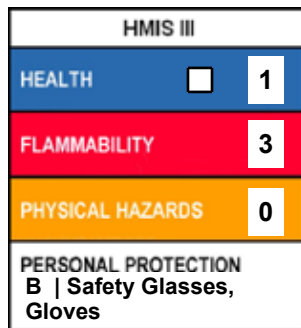 HMIS III
HEALTH 1
FLAMMABILITY 3
PHYSICAL HAZARDS 0
PERSONAL PROTECTION
B | Safety Glasses,
Gloves